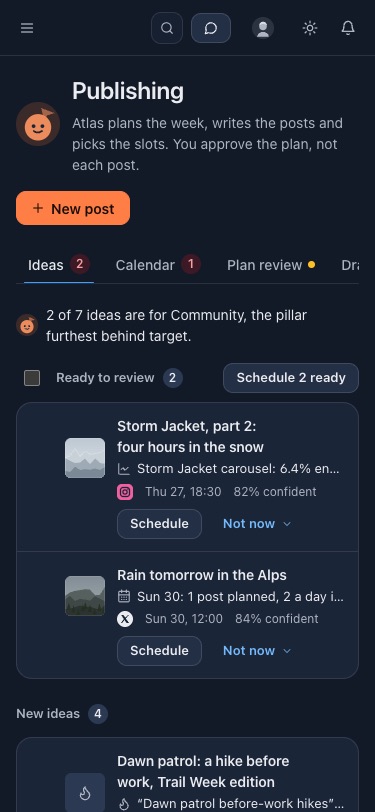 Publishing
Atlas plans the week, writes the posts and
picks the slots. You approve the plan, not
each post.
+ New post
Ideas 2 Calendar 1 Plan review Dra
2 of 7 ideas are for Community, the pillar
furthest behind target.
Ready to review 2 Schedule 2 ready
Storm Jacket, part 2:
four hours in the snow
Storm Jacket carousel: 6.4% en...
Thu 27, 18:30 82% confident
Schedule Not now
Rain tomorrow in the Alps
Sun 30: 1 post planned, 2 a day i...
X Sun 30, 12:00 84% confident
Schedule Not now
New ideas 4
Dawn patrol: a hike before
work, Trail Week edition
“Dawn patrol before-work hikes”...